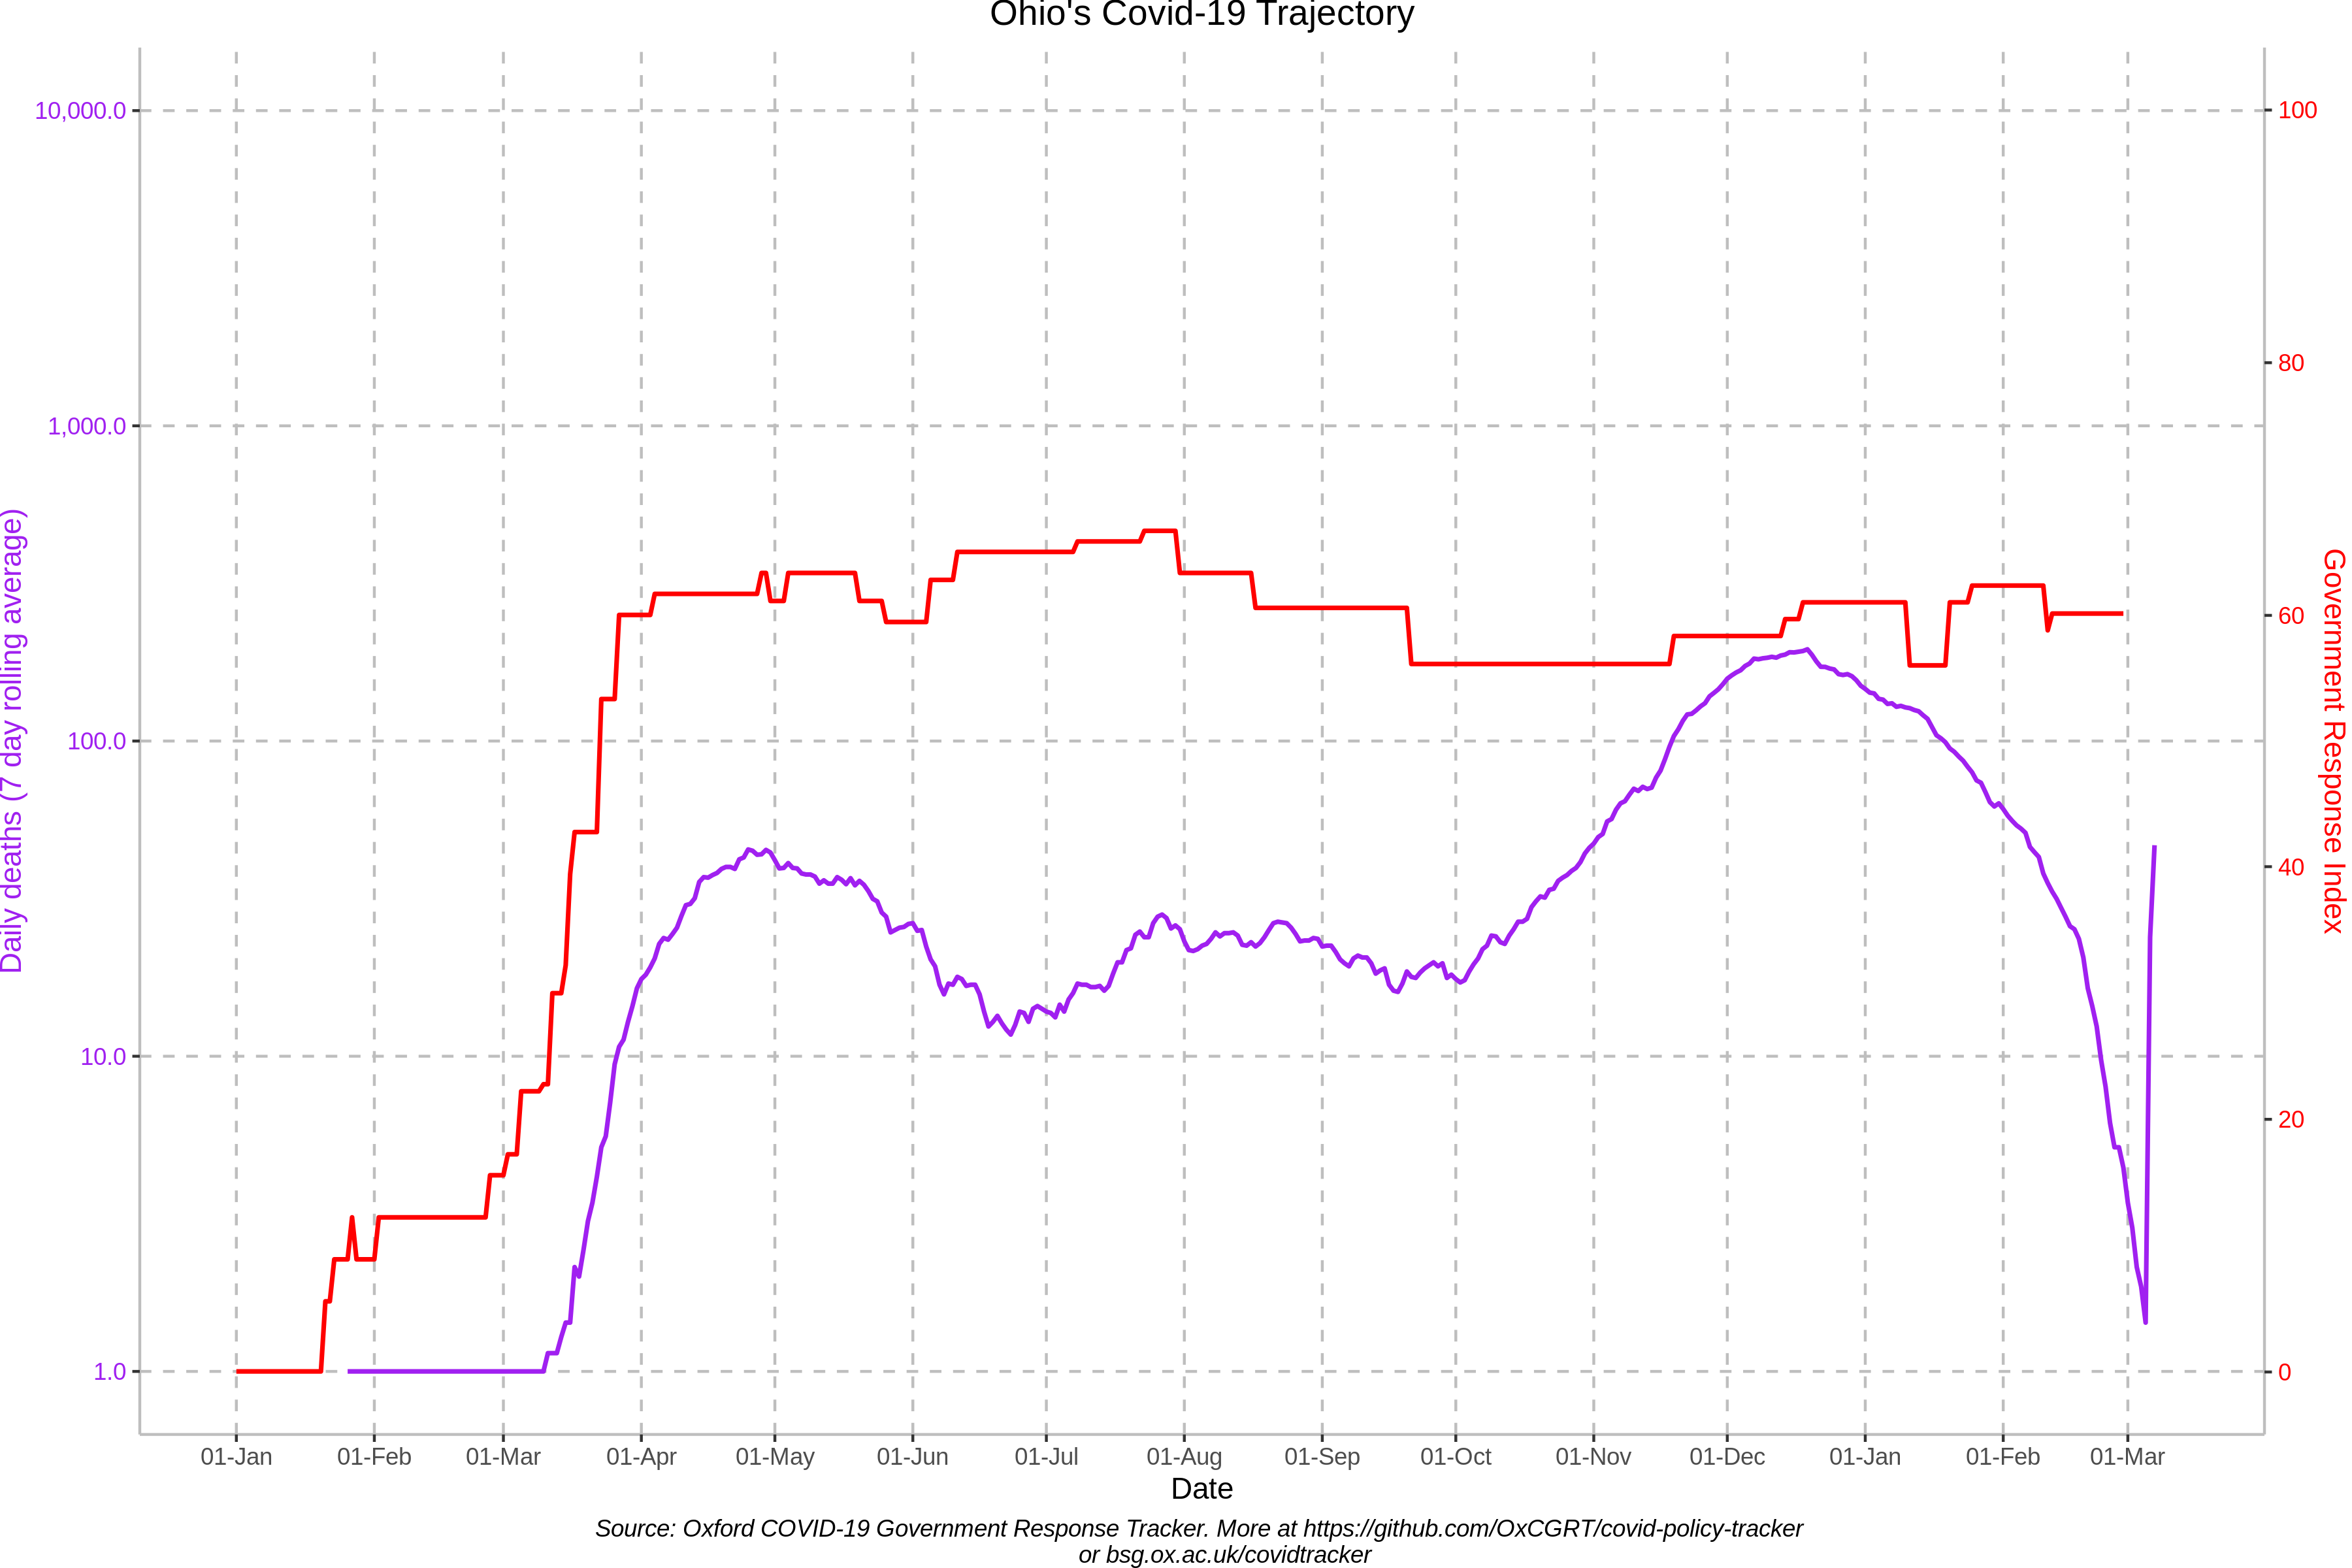 Ohio's Covid-19 Trajectory
10,000.0
1,000.0
100.0
10.0
1.0
Daily deaths (7 day rolling average)
100
80
60
40
20
0
Government Response Index
01-Jan 01-Feb 01-Mar 01-Apr 01-May 01-Jun 01-Jul 01-Aug 01-Sep 01-Oct 01-Nov 01-Dec 01-Jan 01-Feb 01-Mar
Date
Source: Oxford COVID-19 Government Response Tracker. More at https://github.com/OxCGRT/covid-policy-tracker
or bsg.ox.ac.uk/covidtracker